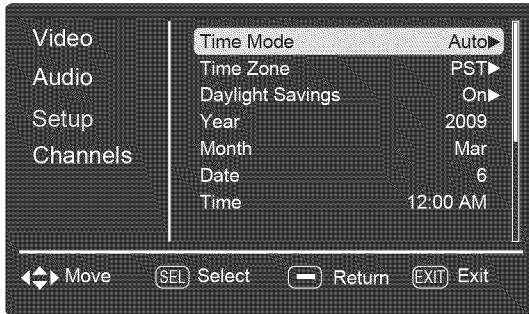 Video
Audio
Setup
Channels
Time Mode Auto
Time Zone PST
Daylight Savings On
Year 2009
Month Mar
Date 6
Time 12:00 AM
Move SEL Select Return EXIT Exit